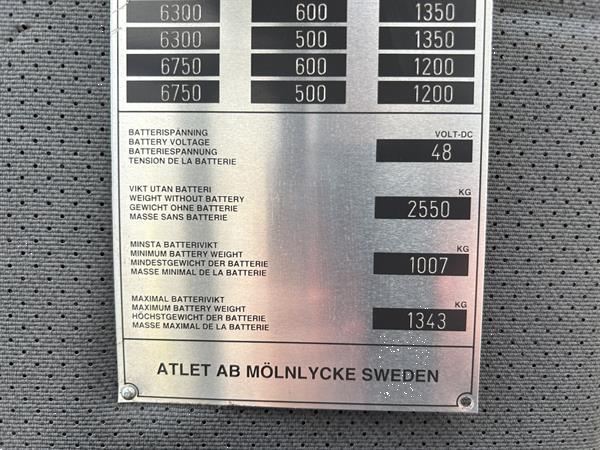 6300 600 1350
6300 500 1350
6750 600 1200
6750 500 1200
BATTERISPÄNNING VOLT-DC
BATTERY VOLTAGE
BATTERIESPANNUNG 48
TENSION DE LA BATTERIE
VIKT UTAN BATTERI KG
WEIGHT WITHOUT BATTERY
GEWICHT OHNE BATTERIE 2550
MASSE SANS BATTERIE
MINSTA BATTERIVIKT KG
MINIMUM BATTERY WEIGHT
MINDESTGEWICHT DER BATTERIE 1007
MASSE MINIMAL DE LA BATTERIE
MAXIMAL BATTERIVIKT KG
MAXIMUM BATTERY WEIGHT
HÖCHSTGEWICHT DER BATTERIE 1343
MASSE MAXIMAL DE LA BATTERIE
ATLET AB MÖLNLYCKE SWEDEN